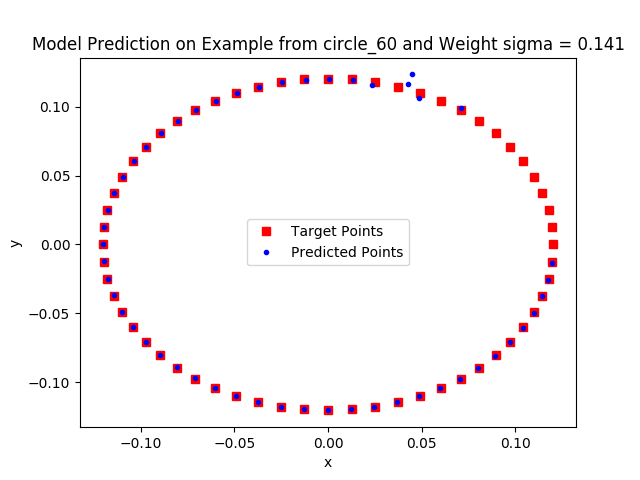 Model Prediction on Example from circle_60 and Weight sigma = 0.141
0.10
0.05
0.00
−0.05
−0.10
y
Target Points
Predicted Points
−0.10 −0.05 0.00 0.05 0.10
x